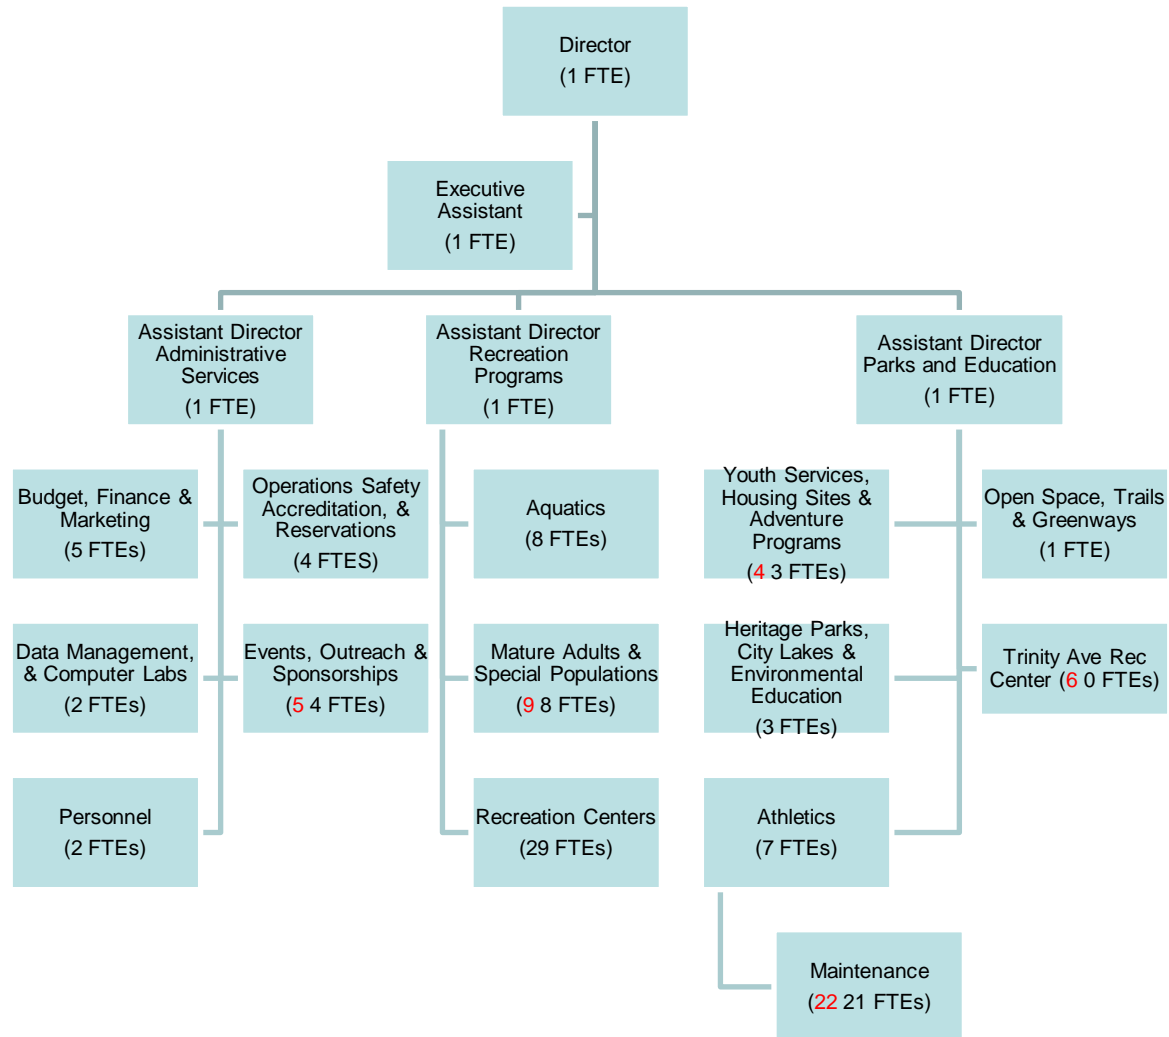 Director
(1 FTE)
Executive
Assistant
(1 FTE)
Assistant Director
Administrative
Services
(1 FTE)
Assistant Director
Recreation
Programs
(1 FTE)
Assistant Director
Parks and Education
(1 FTE)
Budget, Finance &
Marketing
(5 FTEs)
Operations Safety
Accreditation, &
Reservations
(4 FTES)
Aquatics
(8 FTEs)
Youth Services,
Housing Sites &
Adventure
Programs
(4 3 FTEs)
Open Space, Trails
& Greenways
(1 FTE)
Data Management,
& Computer Labs
(2 FTEs)
Events, Outreach &
Sponsorships
(5 4 FTEs)
Mature Adults &
Special Populations
(9 8 FTEs)
Heritage Parks,
City Lakes &
Environmental
Education
(3 FTEs)
Trinity Ave Rec
Center (6 0 FTEs)
Personnel
(2 FTEs)
Recreation Centers
(29 FTEs)
Athletics
(7 FTEs)
Maintenance
(22 21 FTEs)